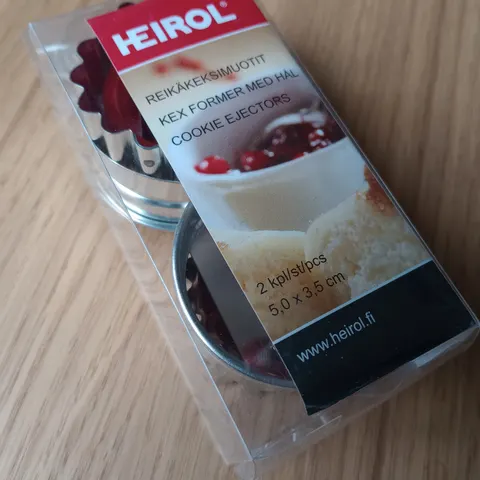 HEIROL®
REIKÄKEKSIMUOTIT
KEX FORMER MED HÅL
COOKIE EJECTORS
2 kpl/st/pcs
5,0 x 3,5 cm
www.heirol.fi